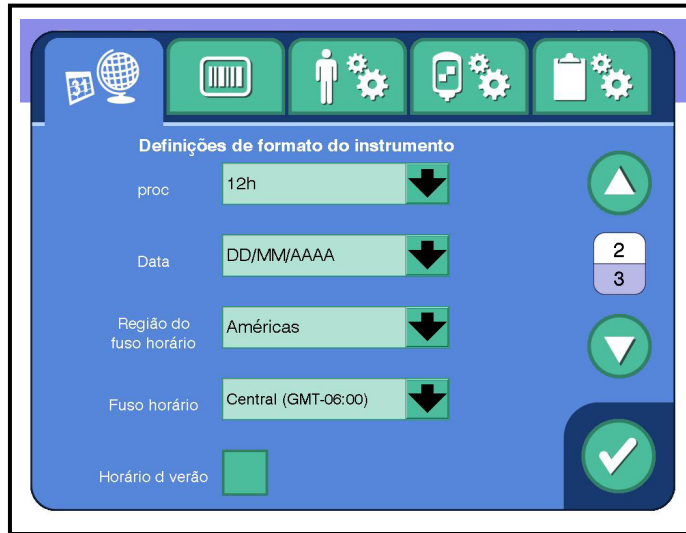 31
Definições de formato do instrumento
proc
12h
Data
DD/MM/AAAA
2
3
Região do
fuso horário
Américas
Fuso horário
Central (GMT-06:00)
Horário d verão